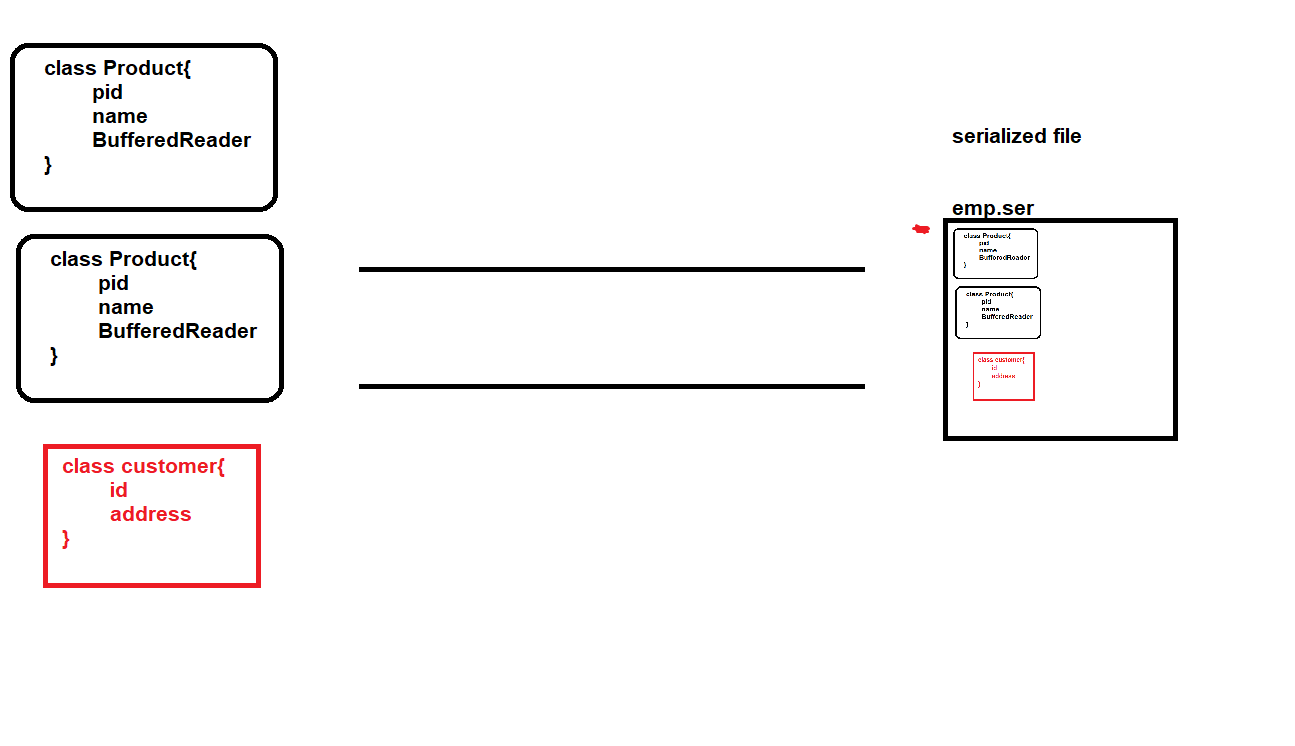 class Product{
pid
name
BufferedReader
}
class Product{
pid
name
BufferedReader
}
class customer{
id
address
}
serialized file
emp.ser
class Product{
pid
name
BufferedReader
}
class Product{
pid
name
BufferedReader
}
class customer{
id
address
}